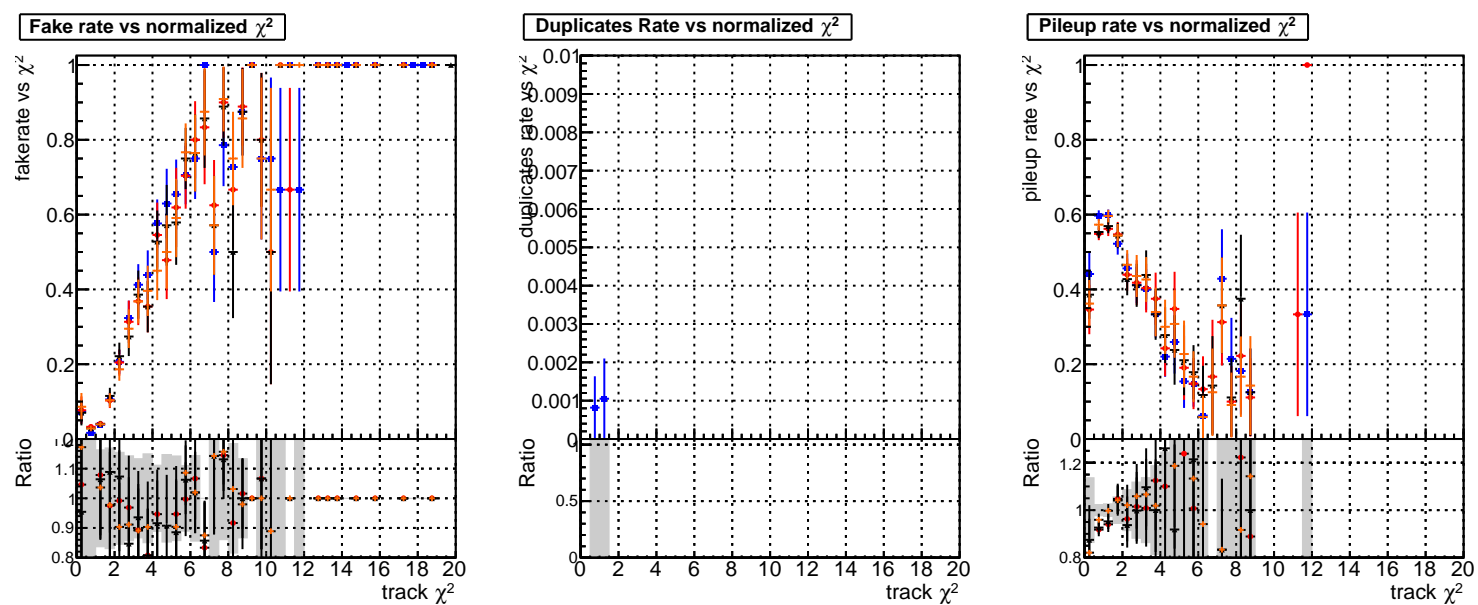 Fake rate vs normalized χ²
fakerate vs χ²
1
0.8
0.6
0.4
0.2
0
Ratio
1.1
1
0.9
0.8
0 2 4 6 8 10 12 14 16 18 20
track χ²
Duplicates Rate vs normalized χ²
duplicates rate vs χ²
0.01
0.009
0.008
0.007
0.006
0.005
0.004
0.003
0.002
0.001
0
Ratio
1
0.5
0
0 2 4 6 8 10 12 14 16 18 20
track χ²
Pileup rate vs normalized χ²
pileup rate vs χ²
1
0.8
0.6
0.4
0.2
0
Ratio
1.2
1
0.8
0 2 4 6 8 10 12 14 16 18 20
track χ²